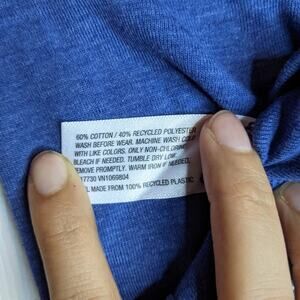 60% COTTON / 40% RECYCLED POLYESTER
WASH BEFORE WEAR. MACHINE WASH COLD
WITH LIKE COLORS. ONLY NON-CHLORINE
BLEACH IF NEEDED. TUMBLE DRY LOW.
REMOVE PROMPTLY. WARM IRON IF NEEDED.
17730 VN1069804
MADE FROM 100% RECYCLED PLASTIC